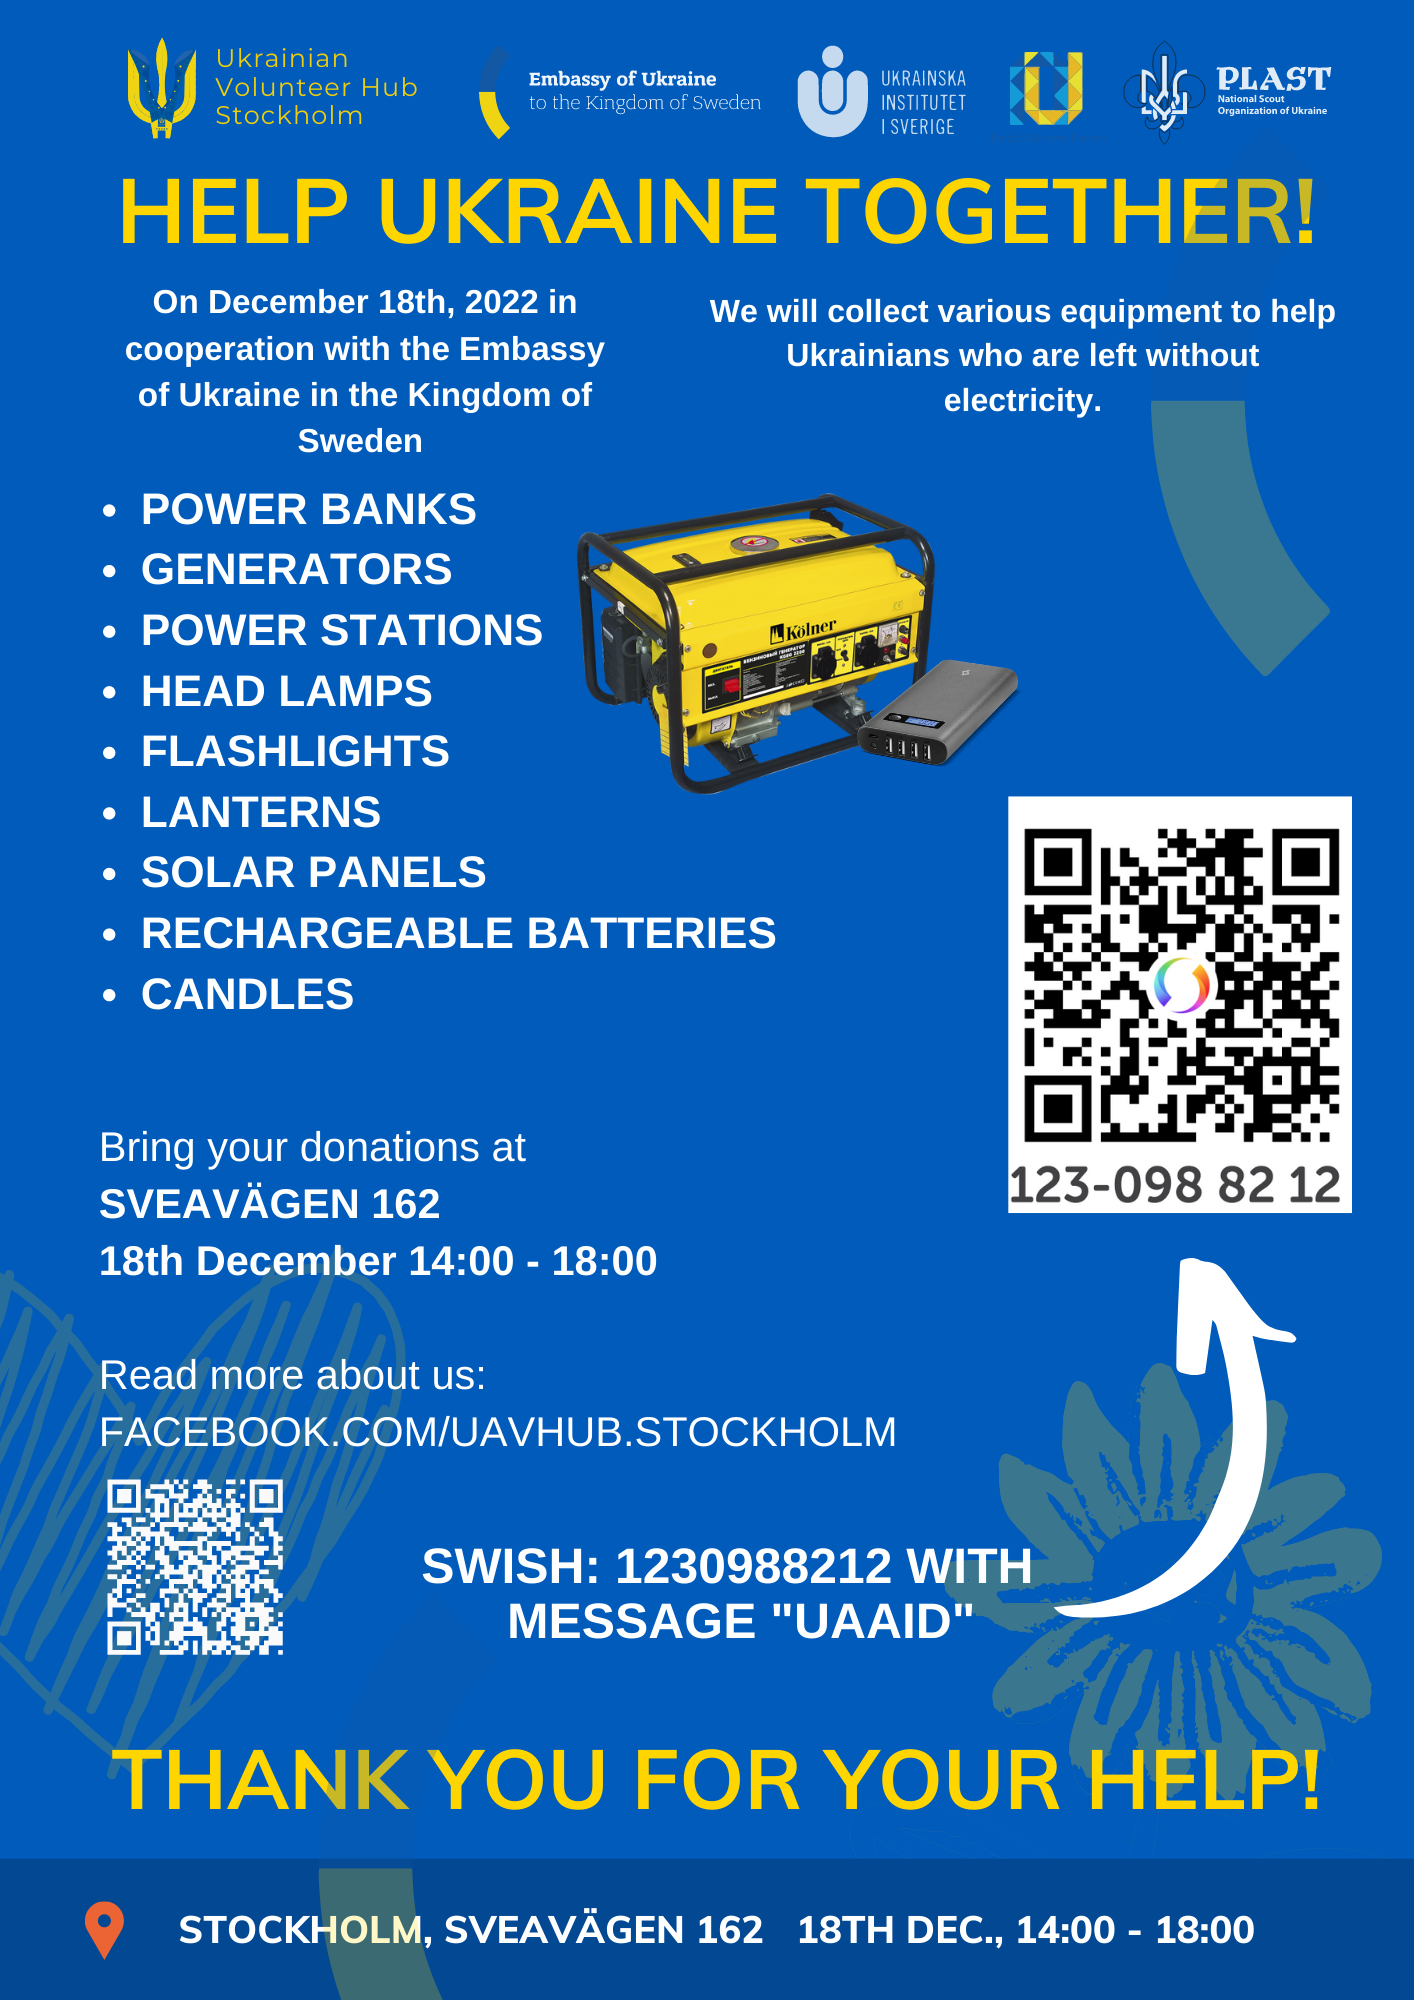 Ukrainian
Volunteer Hub
Stockholm
Embassy of Ukraine
to the Kingdom of Sweden
UKRAINSKA
INSTITUTET
I SVERIGE
PLAST
National Scout
Organization of Ukraine
HELP UKRAINE TOGETHER!
On December 18th, 2022 in
cooperation with the Embassy
of Ukraine in the Kingdom of
Sweden
We will collect various equipment to help
Ukrainians who are left without
electricity.
• POWER BANKS
• GENERATORS
• POWER STATIONS
• HEAD LAMPS
• FLASHLIGHTS
• LANTERNS
• SOLAR PANELS
• RECHARGEABLE BATTERIES
• CANDLES
Kölner
БЕНЗИНОВЫЙ ГЕНЕРАТОР
123-098 82 12
Bring your donations at
SVEAVÄGEN 162
18th December 14:00 - 18:00
Read more about us:
FACEBOOK.COM/UAVHUB.STOCKHOLM
SWISH: 1230988212 WITH
MESSAGE "UAAID"
THANK YOU FOR YOUR HELP!
STOCKHOLM, SVEAVÄGEN 162 18TH DEC., 14:00 - 18:00